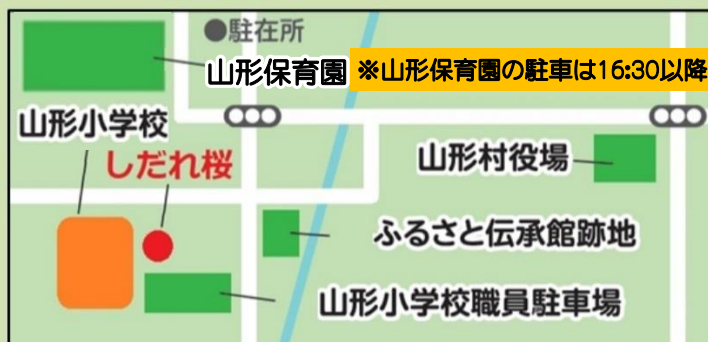 ●駐在所
山形保育園 ※山形保育園の駐車は16:30以降
山形小学校
しだれ桜
山形村役場
ふるさと伝承館跡地
山形小学校職員駐車場